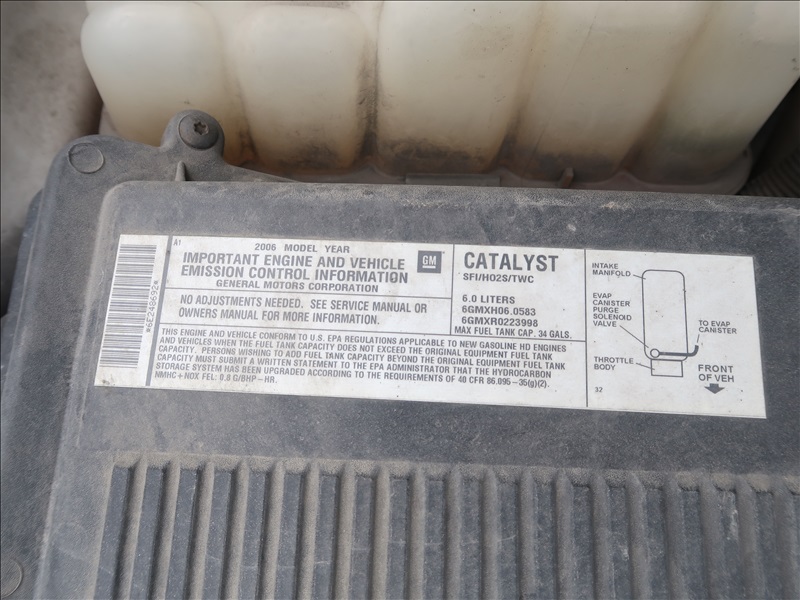 *6E248692*
A1
2006 MODEL YEAR
IMPORTANT ENGINE AND VEHICLE
EMISSION CONTROL INFORMATION
GENERAL MOTORS CORPORATION
GM
NO ADJUSTMENTS NEEDED. SEE SERVICE MANUAL OR
OWNERS MANUAL FOR MORE INFORMATION.
CATALYST
SFI/HO2S/TWC
6.0 LITERS
6GMXH06.0583
6GMXR0223998
MAX FUEL TANK CAP. 34 GALS.
THIS ENGINE AND VEHICLE CONFORM TO U.S. EPA REGULATIONS APPLICABLE TO NEW GASOLINE HD ENGINES
AND VEHICLES WHEN THE FUEL TANK CAPACITY DOES NOT EXCEED THE ORIGINAL EQUIPMENT FUEL TANK
CAPACITY. PERSONS WISHING TO ADD FUEL TANK CAPACITY BEYOND THE ORIGINAL EQUIPMENT FUEL TANK
CAPACITY MUST SUBMIT A WRITTEN STATEMENT TO THE EPA ADMINISTRATOR THAT THE HYDROCARBON
STORAGE SYSTEM HAS BEEN UPGRADED ACCORDING TO THE REQUIREMENTS OF 40 CFR 86.095-35(g)(2).
NMHC+NOX FEL: 0.8 G/BHP-HR.
INTAKE
MANIFOLD
EVAP
CANISTER
PURGE
SOLENOID
VALVE
TO EVAP
CANISTER
THROTTLE
BODY
FRONT
OF VEH
32